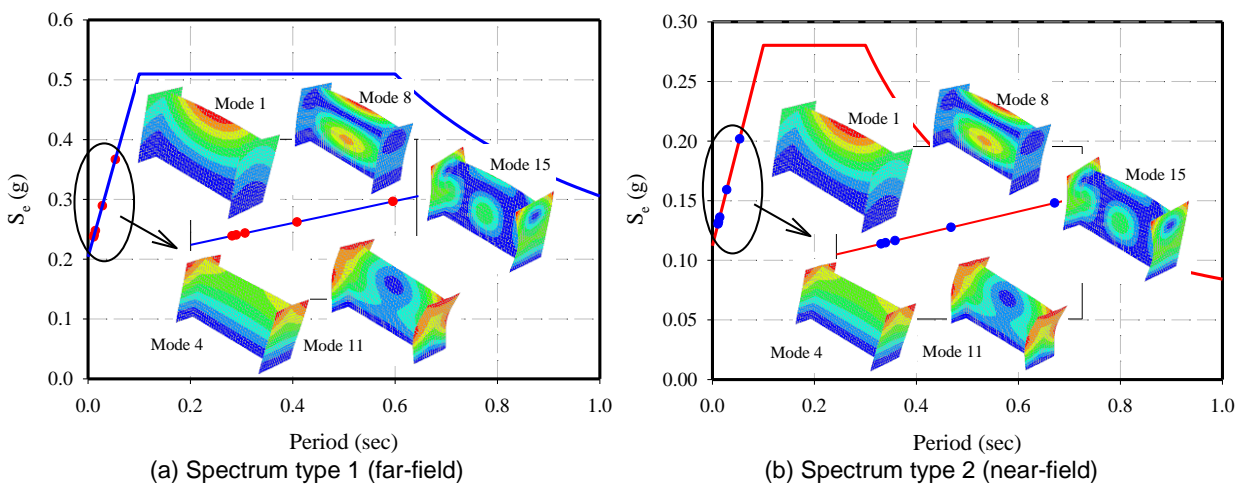 0.6
0.5
0.4
0.3
0.2
0.1
0.0
S_e (g)
Mode 1
Mode 8
Mode 15
Mode 4
Mode 11
0.0 0.2 0.4 0.6 0.8 1.0
Period (sec)
(a) Spectrum type 1 (far-field)
0.30
0.25
0.20
0.15
0.10
0.05
0.00
S_e (g)
Mode 1
Mode 8
Mode 15
Mode 4
Mode 11
0.0 0.2 0.4 0.6 0.8 1.0
Period (sec)
(b) Spectrum type 2 (near-field)